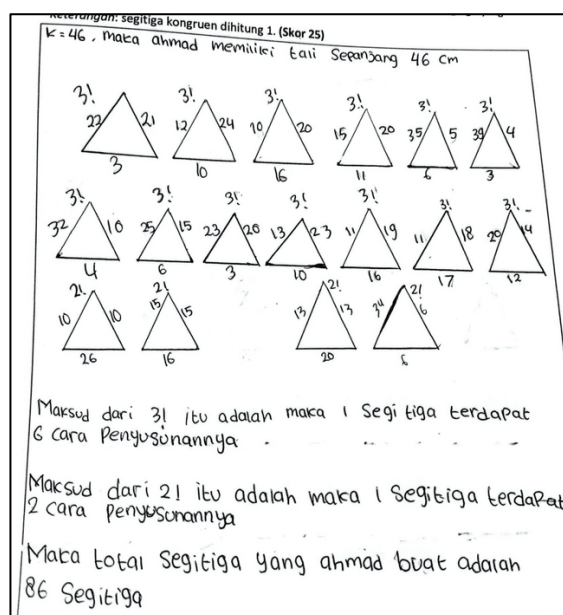 Keterangan: segitiga kongruen dihitung 1. (Skor 25)
K = 46, maka ahmad memiliki tali Sepanjang 46 cm
3! 3! 3! 3! 3! 3!
22 21 12 24 10 20 15 20 35 5 39 4
3 10 16 11 6 3
3! 3! 3! 3! 3! 3! 3!
32 10 25 15 23 20 13 23 11 19 11 18 20 14
4 6 3 10 16 17 12
2! 2! 2! 2!
10 10 15 15 13 13 34 6
26 16 20 6
Maksud dari 3! itu adalah maka 1 Segi tiga terdapat
6 cara Penyusunannya
Maksud dari 2! itu adalah maka 1 Segitiga terdapat
2 cara Penyusunannya
Maka total Segitiga yang ahmad buat adalah
86 Segitiga